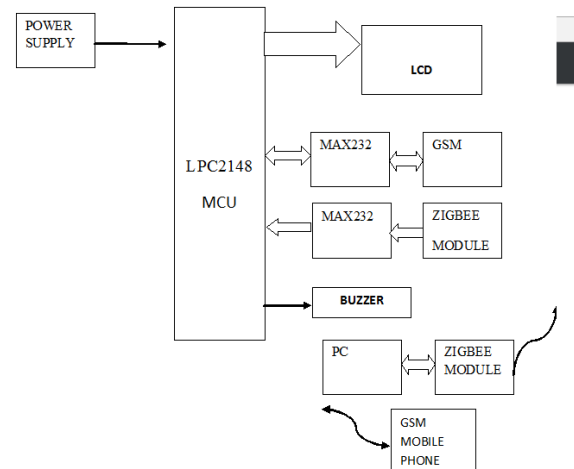 POWER
SUPPLY
LCD
LPC2148
MCU
MAX232
GSM
MAX232
ZIGBEE
MODULE
BUZZER
PC
ZIGBEE
MODULE
GSM
MOBILE
PHONE